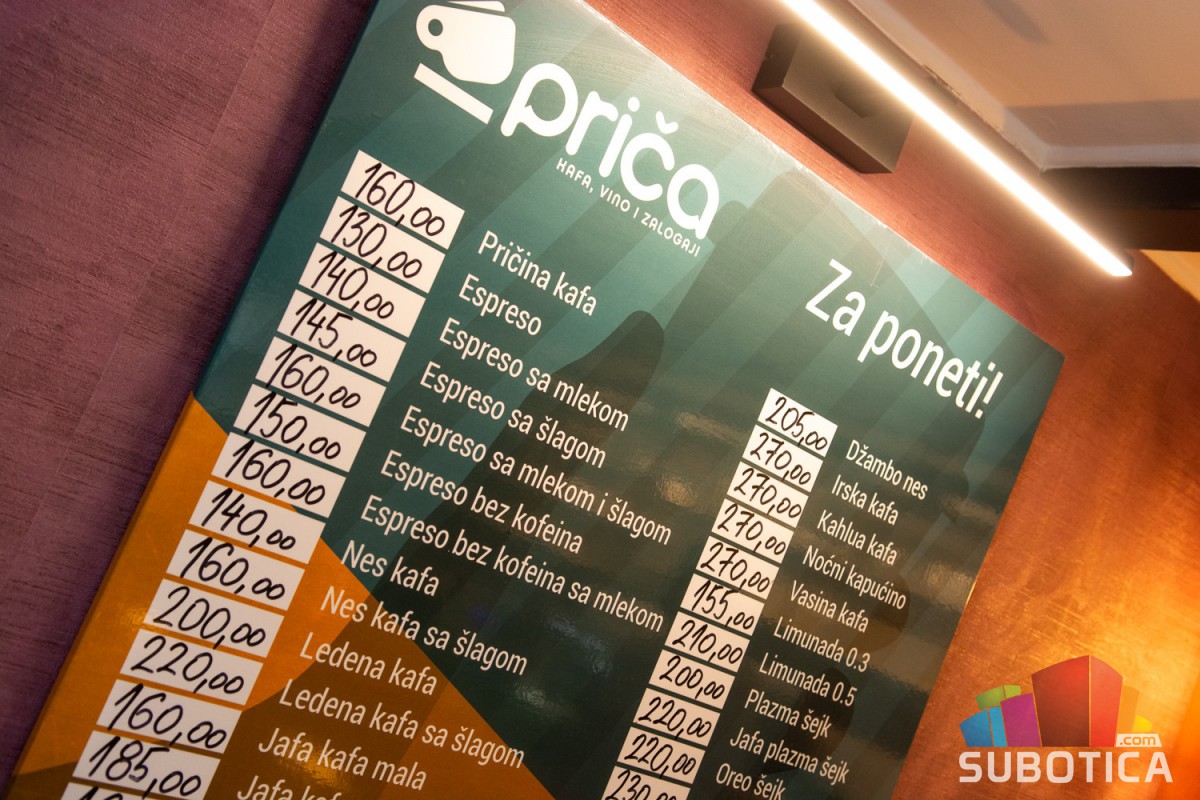 priča
KAFA, VINO I ZALOGAJI
160,00 Pričina kafa
130,00 Espreso
140,00 Espreso sa mlekom
145,00 Espreso sa šlagom
160,00 Espreso sa mlekom i šlagom
150,00 Espreso bez kofeina
160,00 Espreso bez kofeina sa mlekom
140,00 Nes kafa
160,00 Nes kafa sa šlagom
200,00 Ledena kafa
220,00 Ledena kafa sa šlagom
160,00 Jafa kafa mala
185,00 Jafa
Za poneti!
205,00 Džambo nes
270,00 Irska kafa
270,00 Kahlua kafa
270,00 Noćni kapućino
270,00 Vasina kafa
155,00 Limunada 0.3
210,00 Limunada 0.5
200,00 Plazma šejk
220,00 Jafa plazma šejk
220,00 Oreo šejk
230,00
.com
SUBOTICA